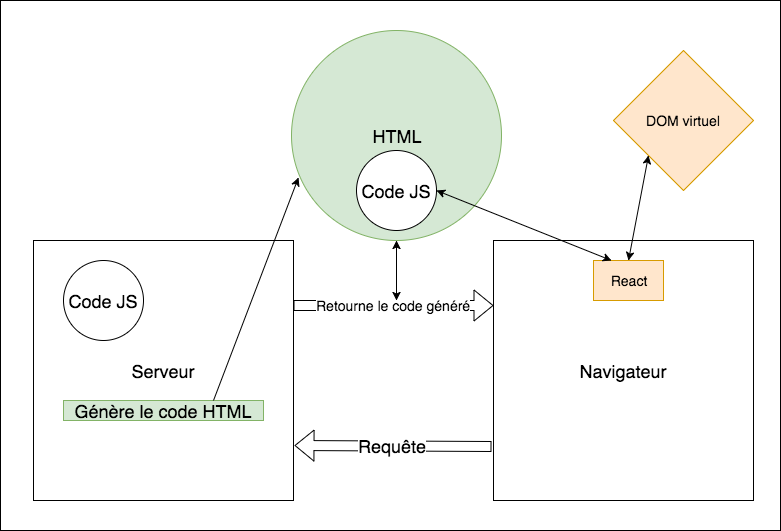 HTML
DOM virtuel
Code JS
React
Code JS
Retourne le code généré
Serveur
Navigateur
Génère le code HTML
Requête